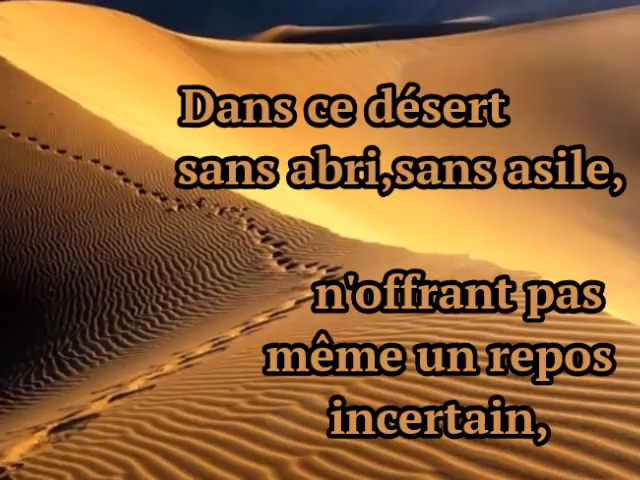 Dans ce désert
sans abri,sans asile,
n'offrant pas
même un repos
incertain,